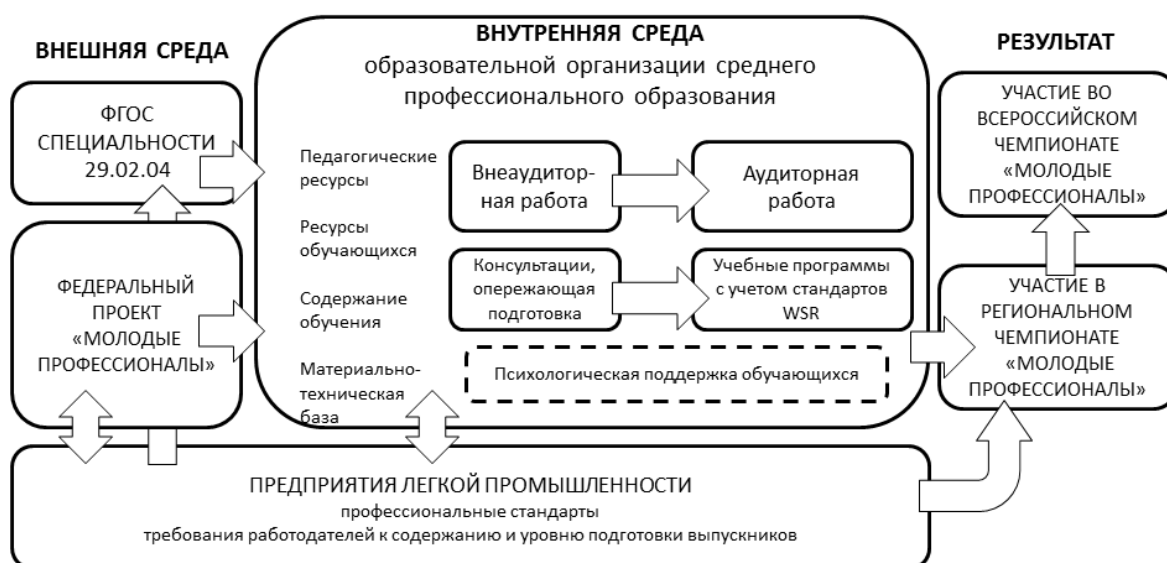 ВНЕШНЯЯ СРЕДА
ФГОС
СПЕЦИАЛЬНОСТИ
29.02.04
ФЕДЕРАЛЬНЫЙ
ПРОЕКТ
«МОЛОДЫЕ
ПРОФЕССИОНАЛЫ»
ВНУТРЕННЯЯ СРЕДА
образовательной организации среднего
профессионального образования
Педагогические
ресурсы
Ресурсы
обучающихся
Содержание
обучения
Материально-
техническая
база
Внеаудитор-
ная работа
Аудиторная
работа
Консультации,
опережающая
подготовка
Учебные программы
с учетом стандартов
WSR
Психологическая поддержка обучающихся
РЕЗУЛЬТАТ
УЧАСТИЕ ВО
ВСЕРОССИЙСКОМ
ЧЕМПИОНАТЕ
«МОЛОДЫЕ
ПРОФЕССИОНАЛЫ»
УЧАСТИЕ В
РЕГИОНАЛЬНОМ
ЧЕМПИОНАТЕ
«МОЛОДЫЕ
ПРОФЕССИОНАЛЫ»
ПРЕДПРИЯТИЯ ЛЕГКОЙ ПРОМЫШЛЕННОСТИ
профессиональные стандарты
требования работодателей к содержанию и уровню подготовки выпускников